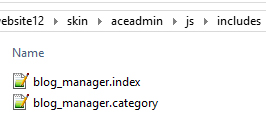 ebsite12 › skin › aceadmin › js › includes
Name
blog_manager.index
blog_manager.category